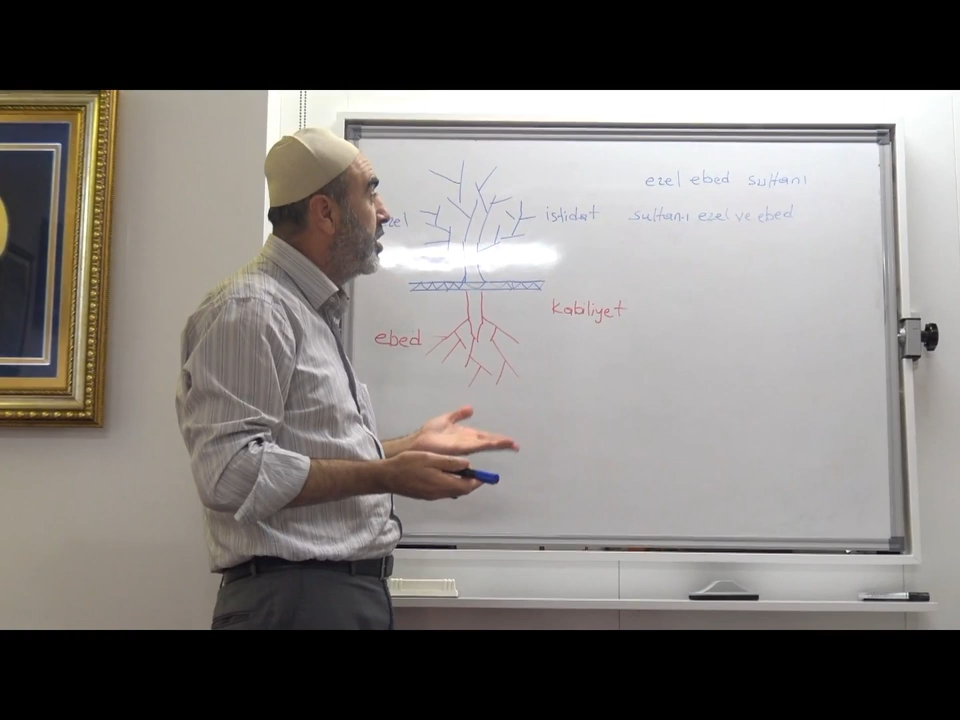 ezel ebed sultanı
istidat sultanı ezel ve ebed
kabiliyet
ebed